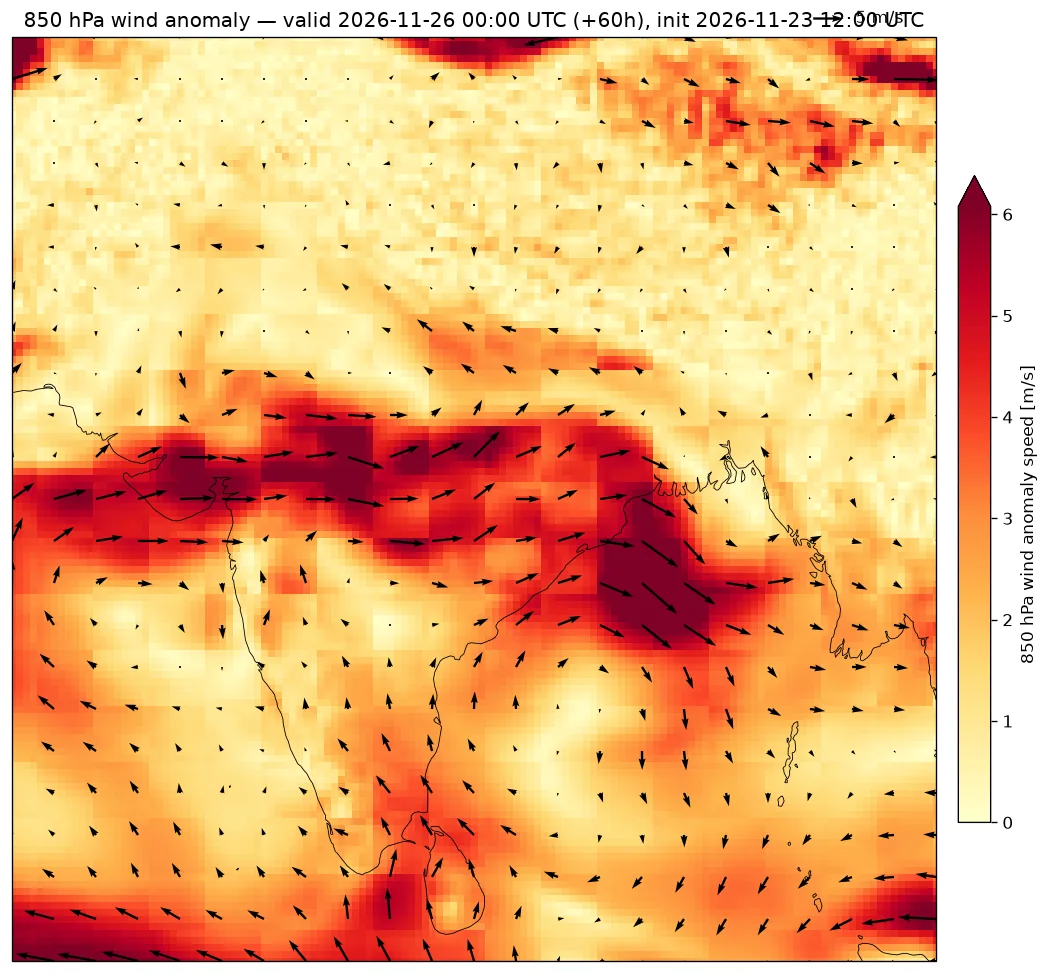 850 hPa wind anomaly — valid 2026-11-26 00:00 UTC (+60h), init 2026-11-23 12:00 UTC
5 m/s
6
5
4
3
2
1
0
850 hPa wind anomaly speed [m/s]